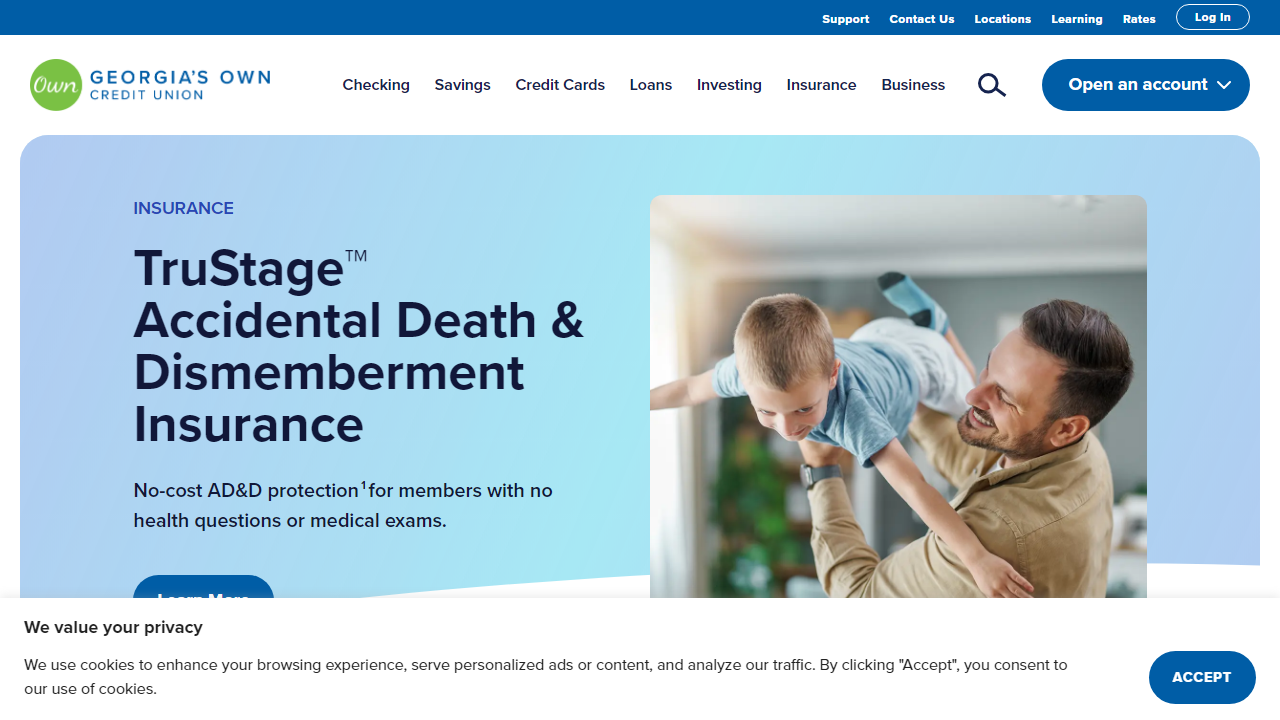 Support Contact Us Locations Learning Rates Log In
Own GEORGIA'S OWN
CREDIT UNION
Checking Savings Credit Cards Loans Investing Insurance Business
Open an account
INSURANCE
TruStage™
Accidental Death &
Dismemberment
Insurance
No-cost AD&D protection¹ for members with no
health questions or medical exams.
Learn More
We value your privacy
We use cookies to enhance your browsing experience, serve personalized ads or content, and analyze our traffic. By clicking "Accept", you consent to
our use of cookies.
ACCEPT